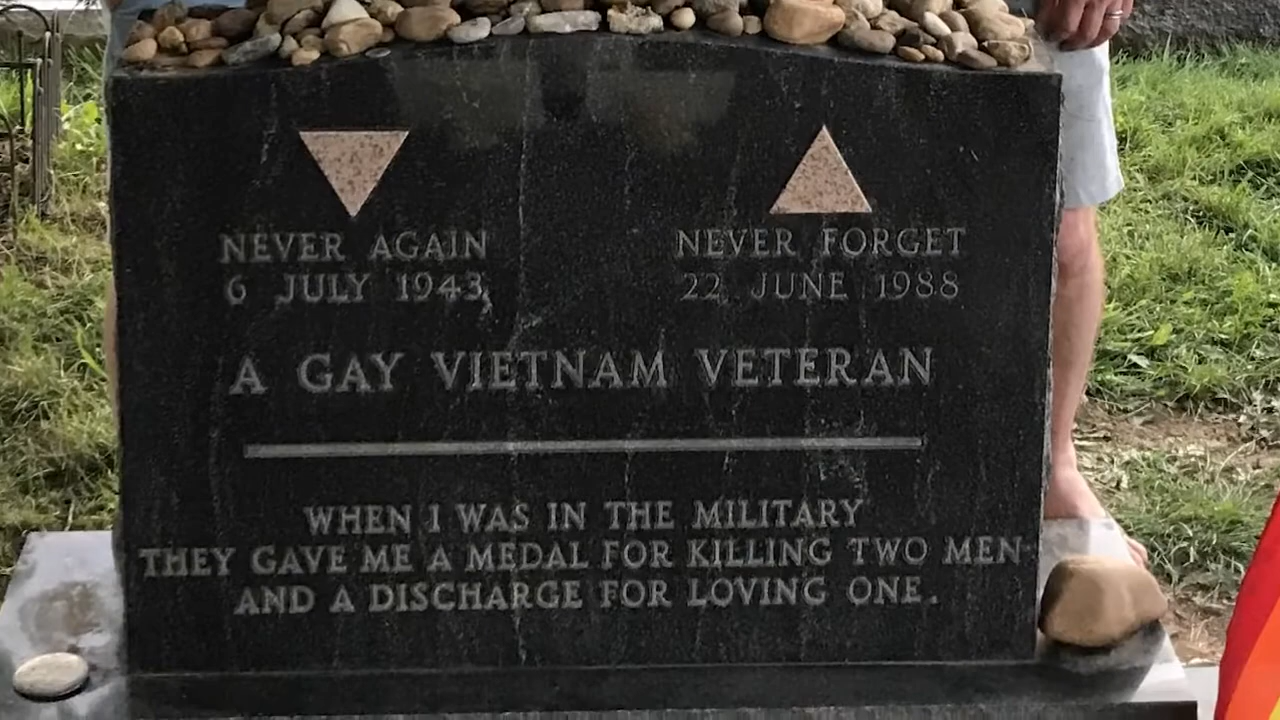 NEVER AGAIN
6 JULY 1943
NEVER FORGET
22 JUNE 1988
A GAY VIETNAM VETERAN
WHEN I WAS IN THE MILITARY
THEY GAVE ME A MEDAL FOR KILLING TWO MEN
AND A DISCHARGE FOR LOVING ONE.